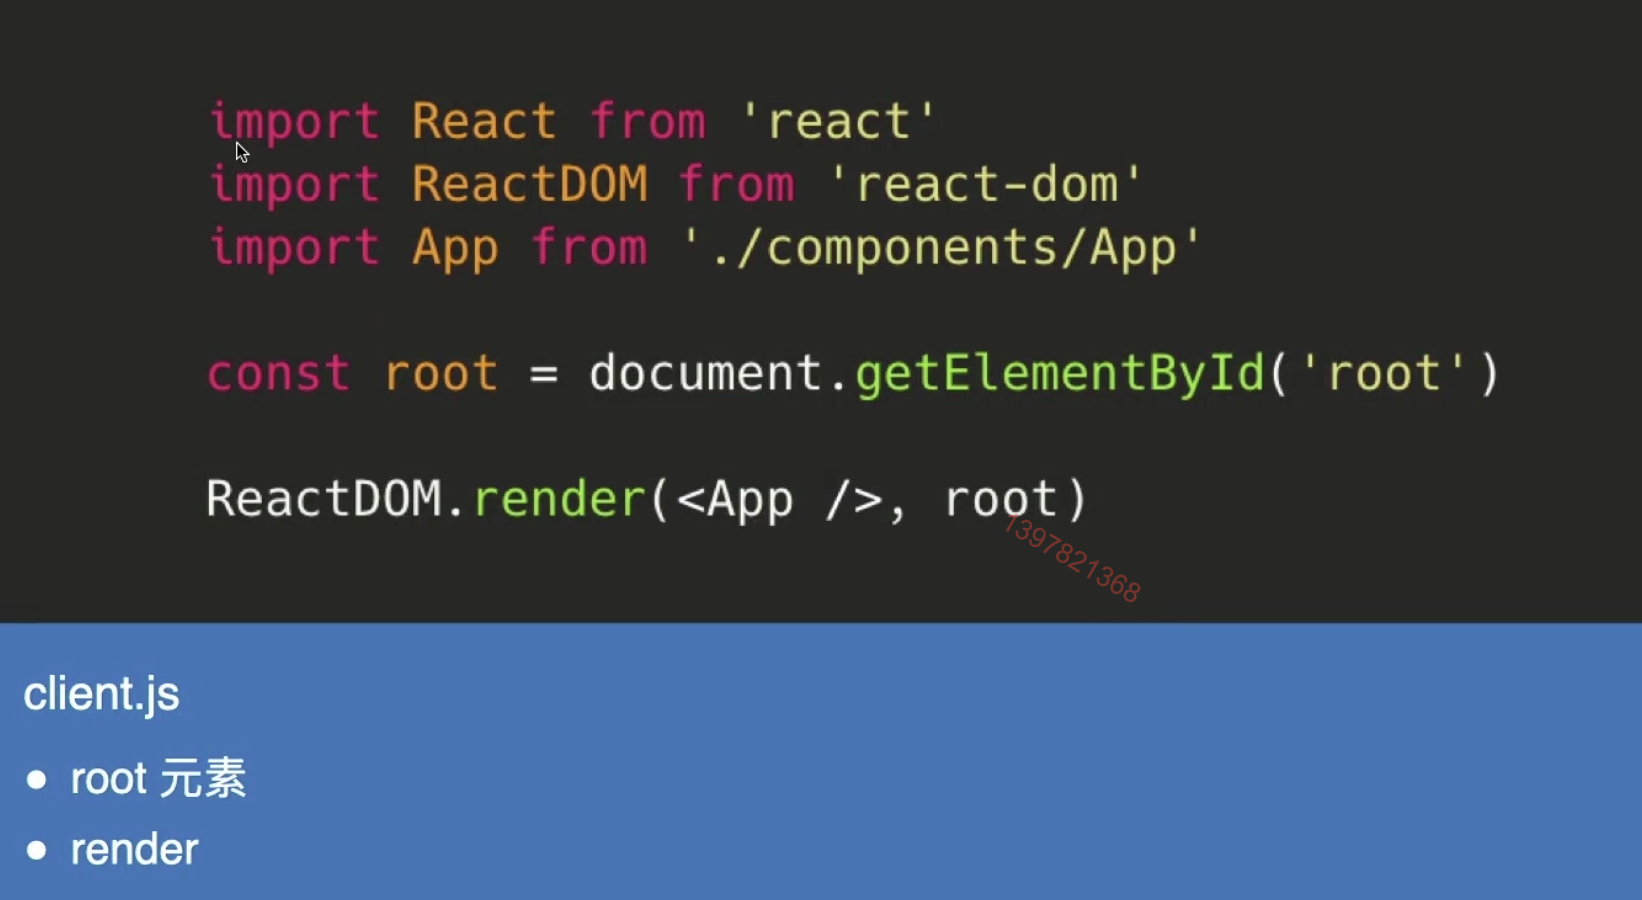 import React from 'react'
import ReactDOM from 'react-dom'
import App from './components/App'
const root = document.getElementById('root')
ReactDOM.render(<App />, root)
1397821368
client.js
• root 元素
• render